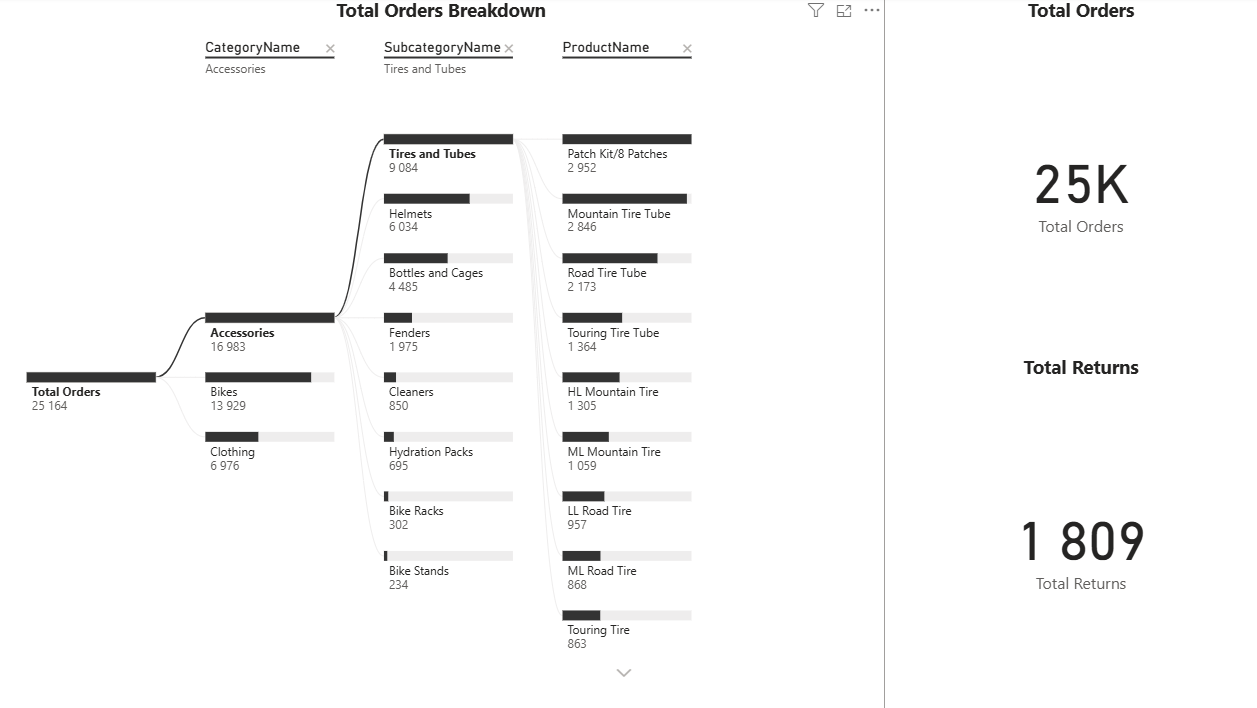 Total Orders Breakdown
CategoryName
Accessories
SubcategoryName
Tires and Tubes
ProductName
Total Orders
25 164
Accessories
16 983
Bikes
13 929
Clothing
6 976
Tires and Tubes
9 084
Helmets
6 034
Bottles and Cages
4 485
Fenders
1 975
Cleaners
850
Hydration Packs
695
Bike Racks
302
Bike Stands
234
Patch Kit/8 Patches
2 952
Mountain Tire Tube
2 846
Road Tire Tube
2 173
Touring Tire Tube
1 364
HL Mountain Tire
1 305
ML Mountain Tire
1 059
LL Road Tire
957
ML Road Tire
868
Touring Tire
863
Total Orders
25K
Total Orders
Total Returns
1 809
Total Returns